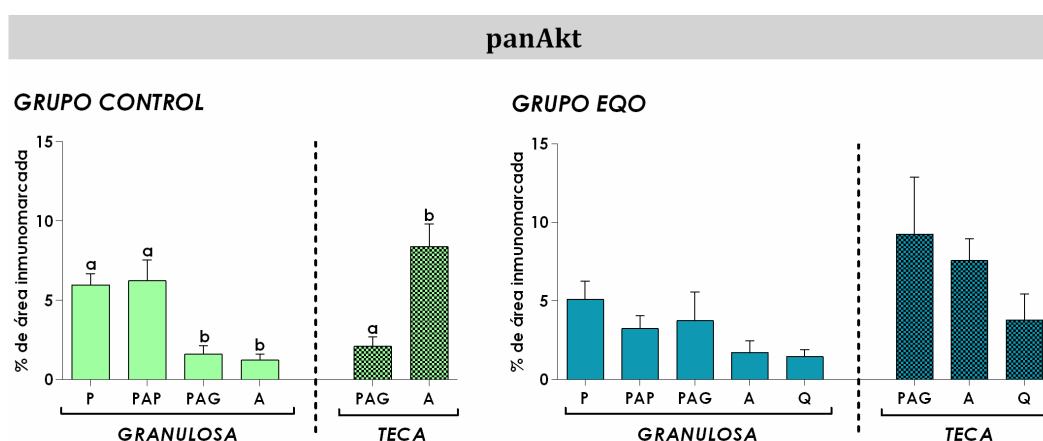 panAkt
GRUPO CONTROL
% de área inmunomarcada
15
10
5
0
a
a
b
b
a
b
P PAP PAG A PAG A
GRANULOSA TECA
GRUPO EQO
% de área inmunomarcada
15
10
5
0
P PAP PAG A Q PAG A Q
GRANULOSA TECA